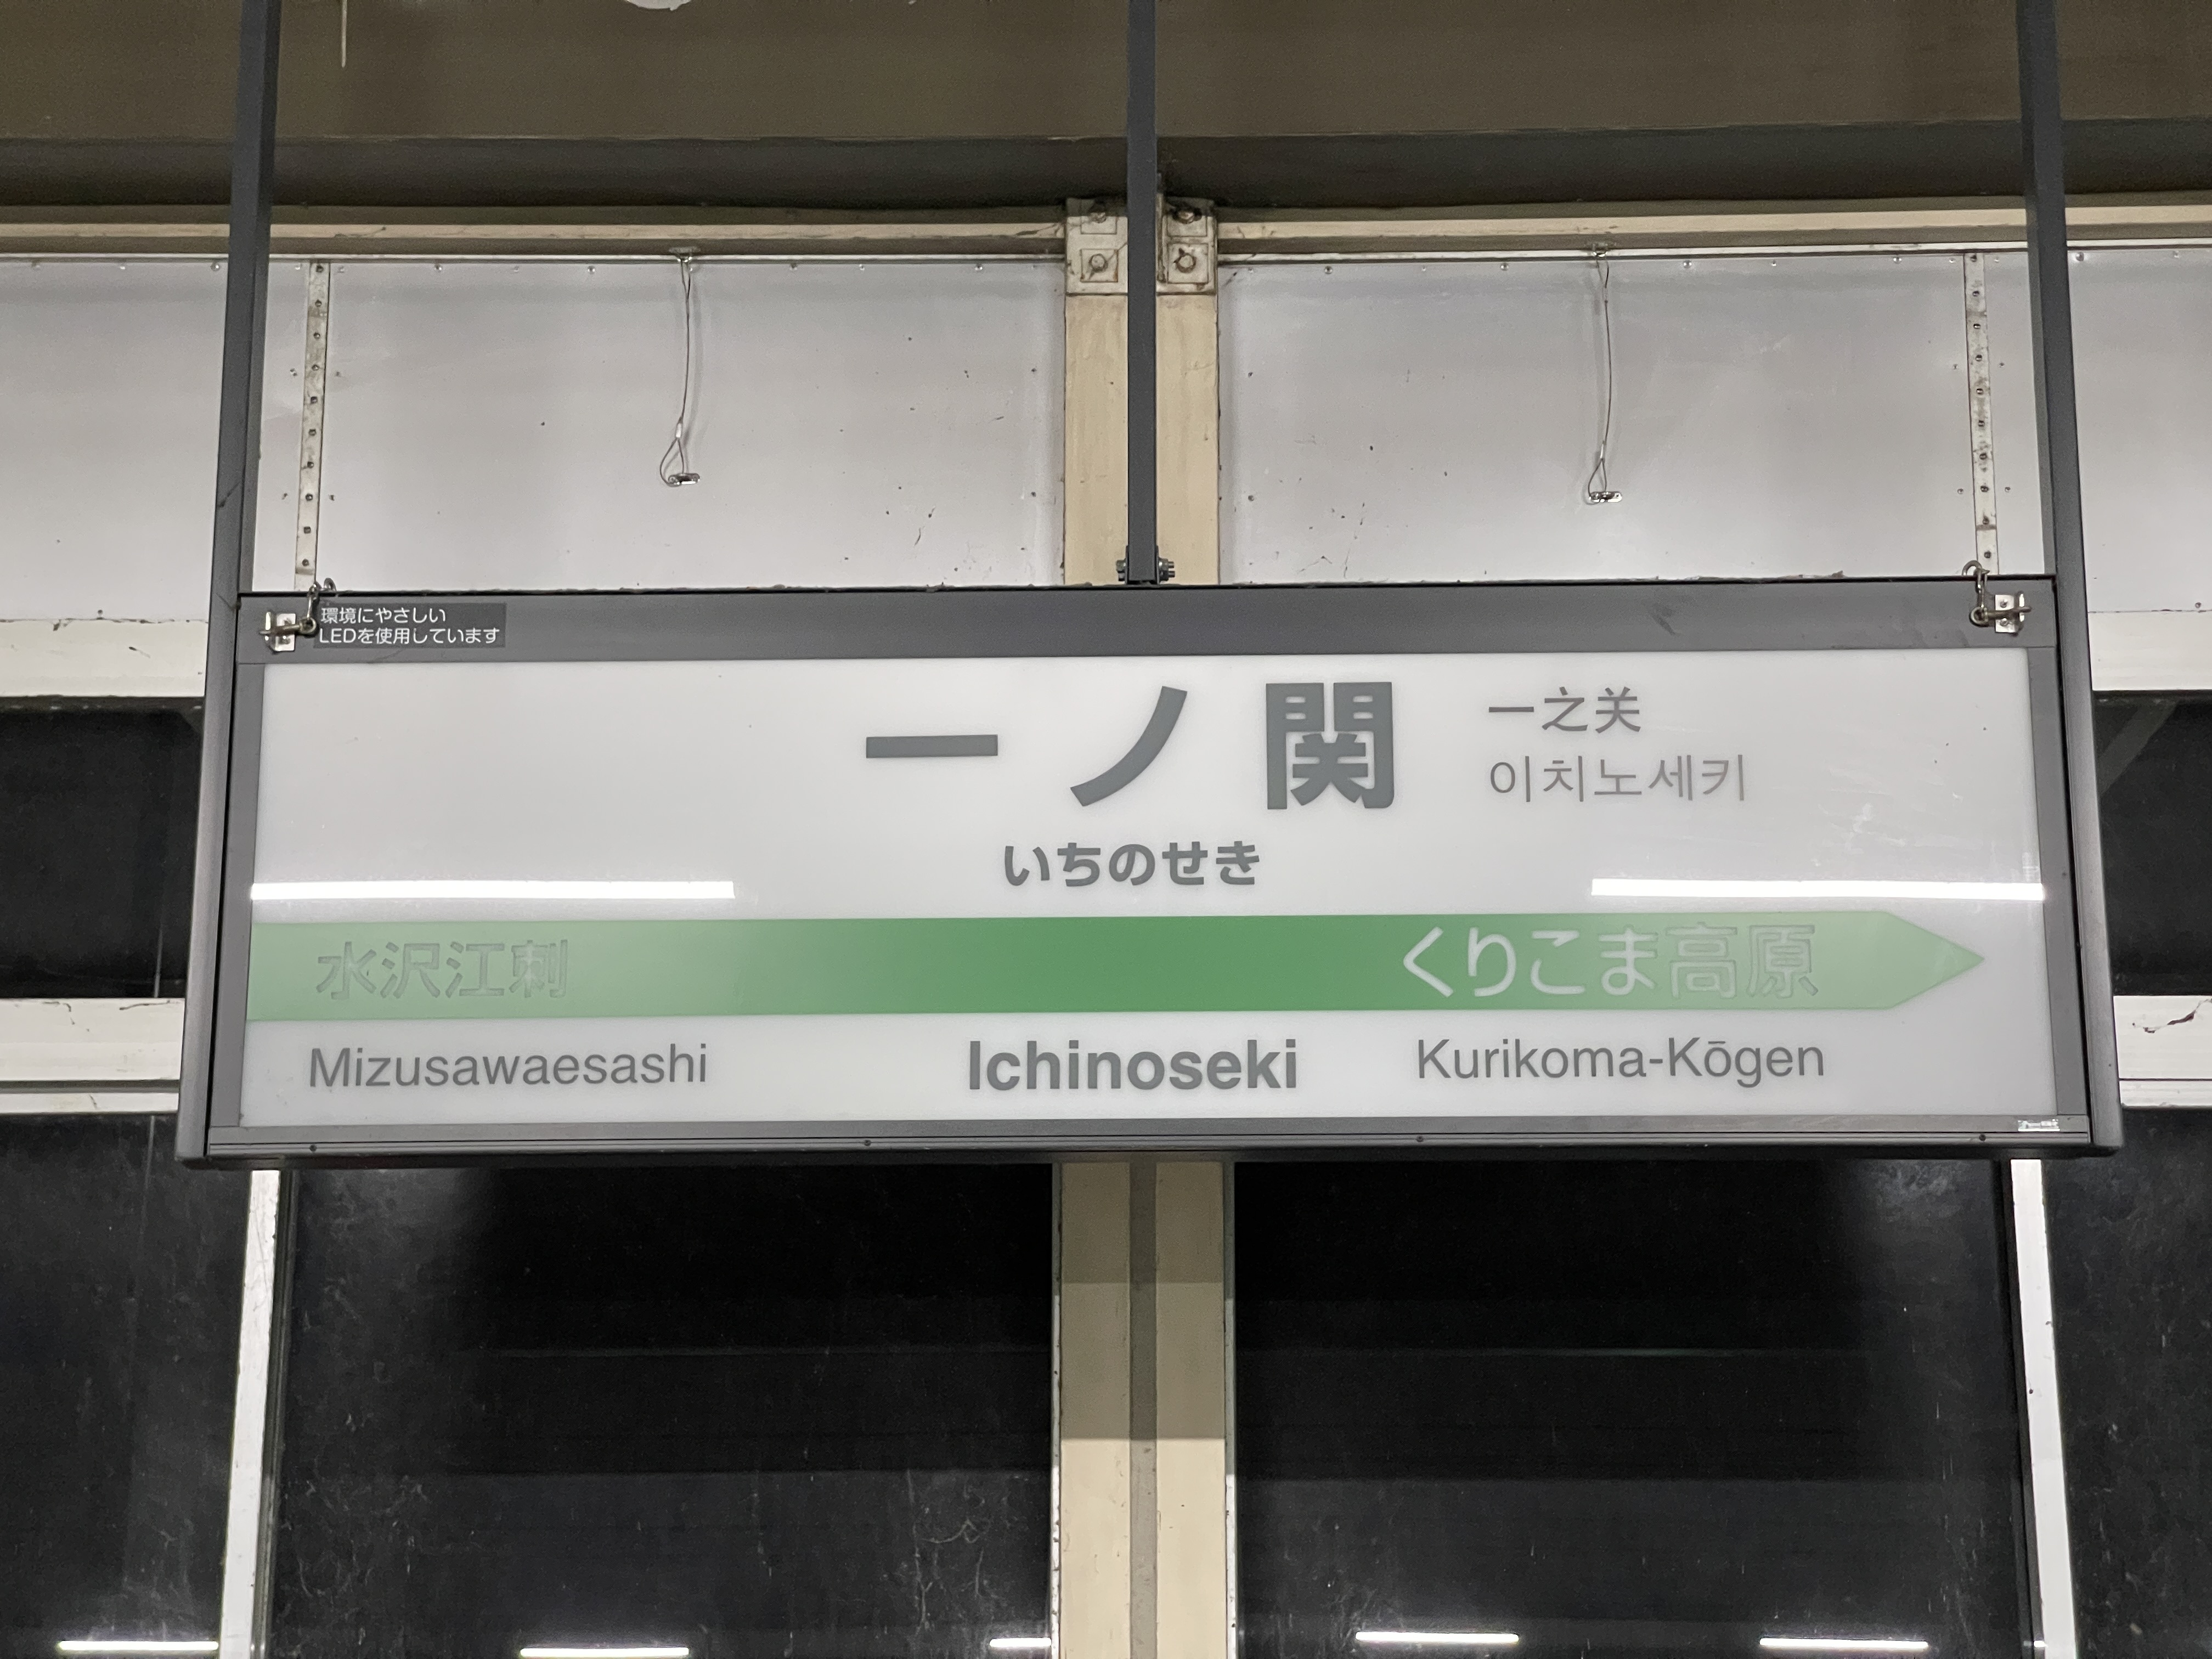 環境にやさしい
LEDを使用しています
一ノ関
一之关
이치노세키
いちのせき
水沢江刺
くりこま高原
Mizusawaesashi
Ichinoseki
Kurikoma-Kōgen